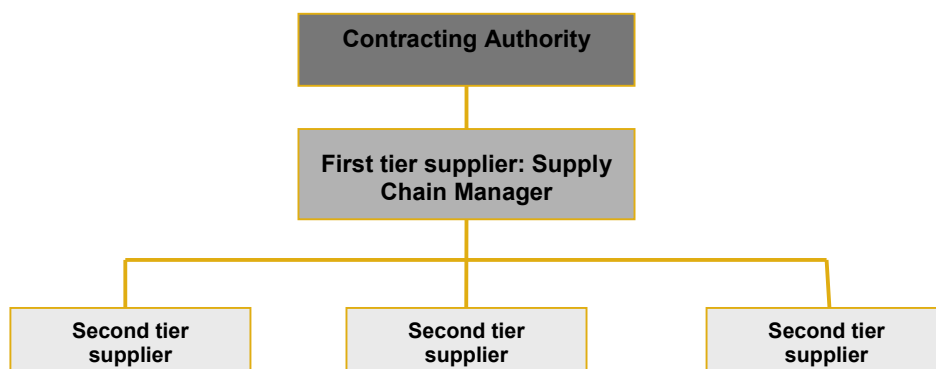 Contracting Authority
First tier supplier: Supply
Chain Manager
Second tier
supplier
Second tier
supplier
Second tier
supplier